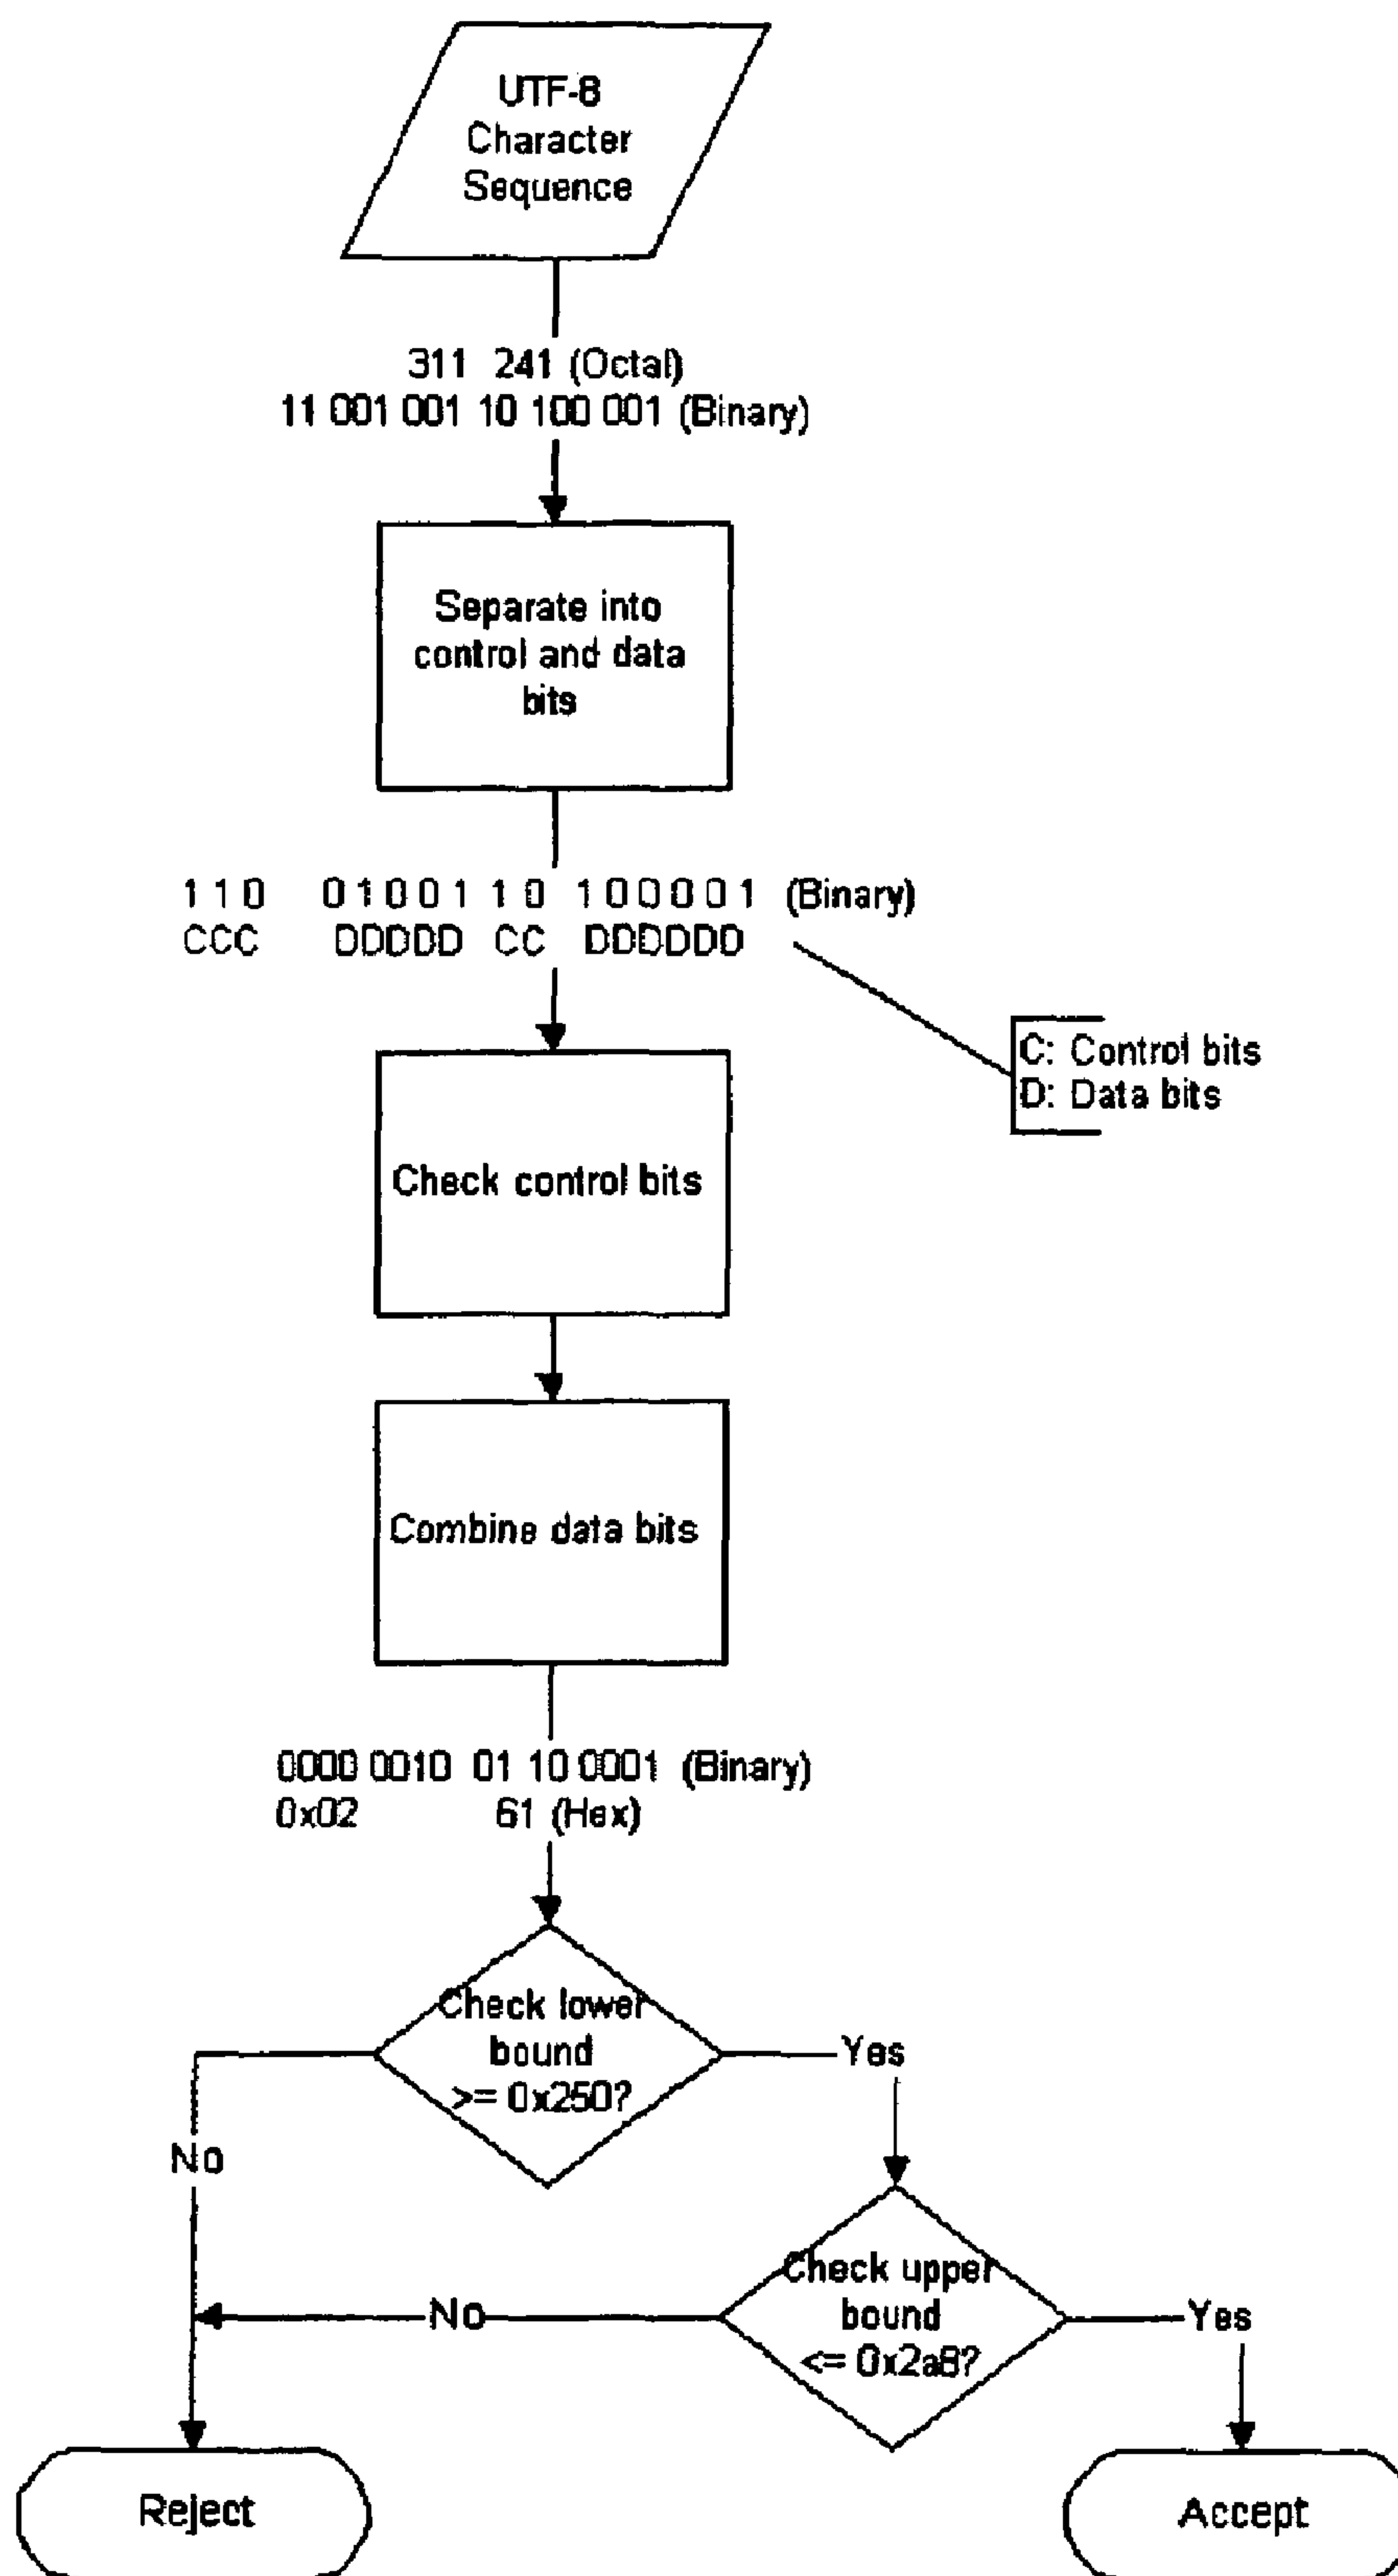 UTF-8
Character
Sequence
311 241 (Octal)
11 001 001 10 100 001 (Binary)
Separate into
control and data
bits
1 1 0 0 1 0 0 1 1 0 1 0 0 0 0 1 (Binary)
CCC DDDDD CC DDDDDD
C: Control bits
D: Data bits
Check control bits
Combine data bits
0000 0010 01 10 0001 (Binary)
0x02 61 (Hex)
Check lower
bound
>= 0x250?
Yes
No
Check upper
bound
<= 0x2a8?
No
Yes
Reject
Accept